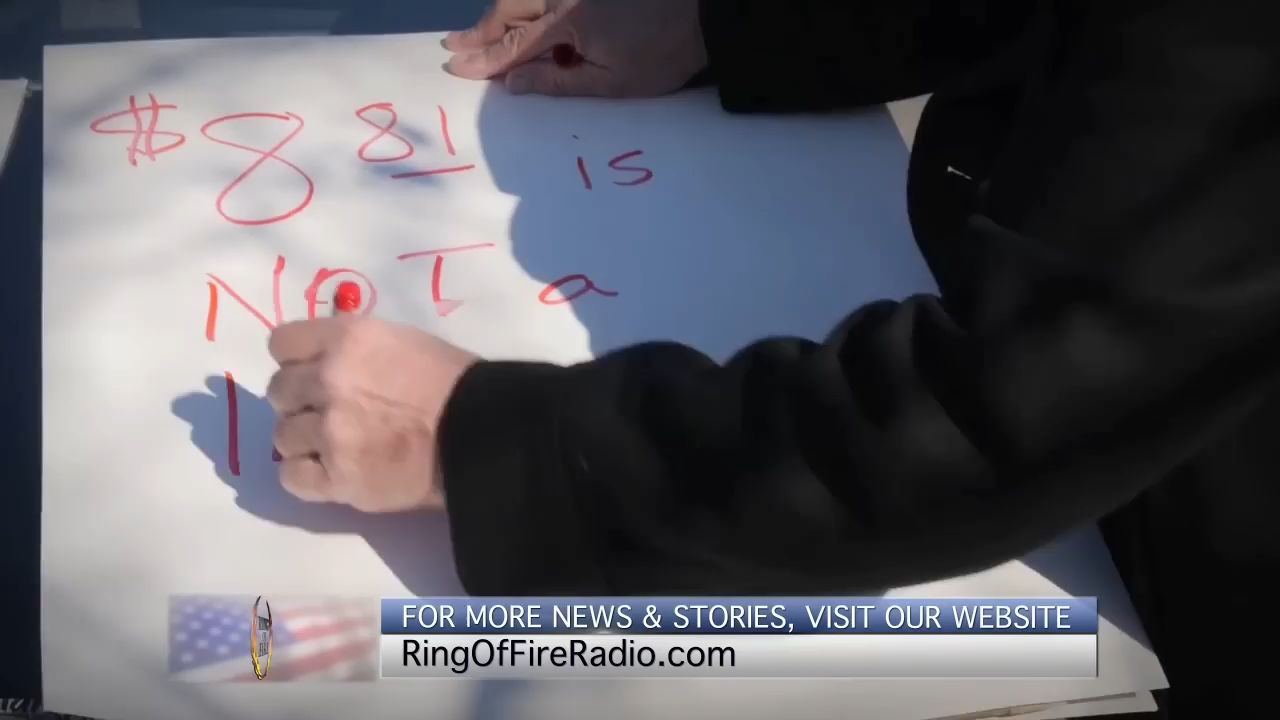 $8 81 is
NOT a
FOR MORE NEWS & STORIES, VISIT OUR WEBSITE
RingOfFireRadio.com